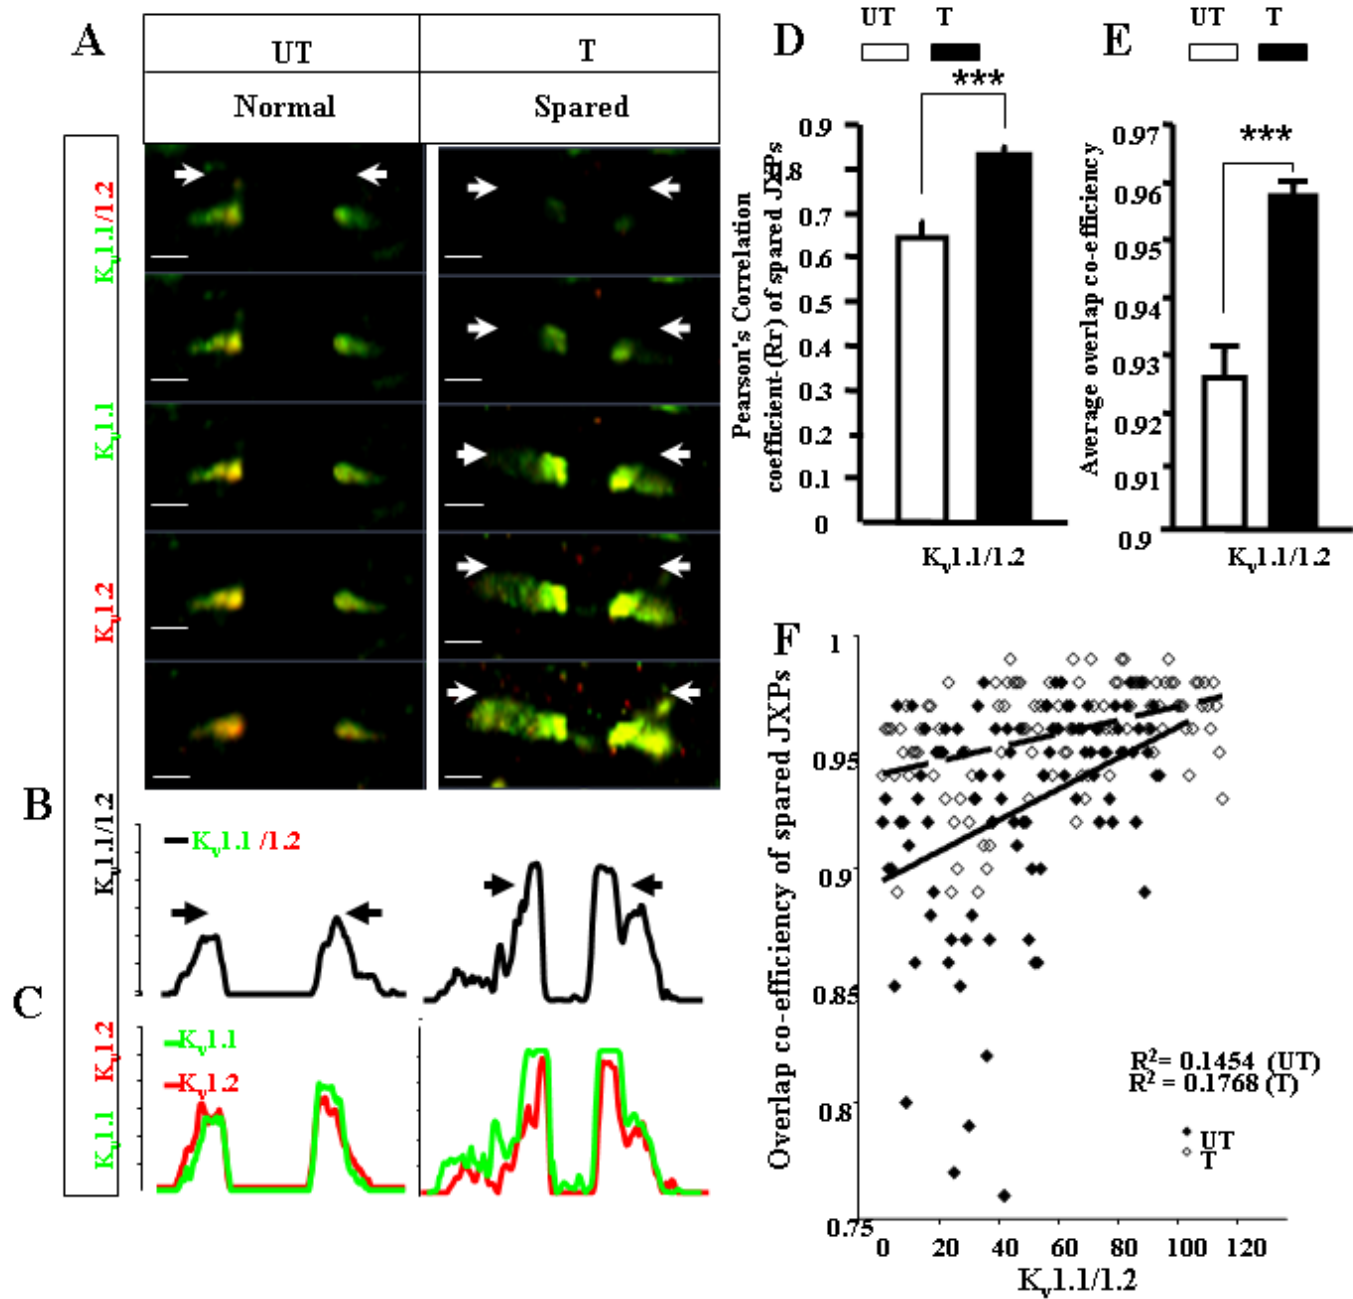 A
UT
T
Normal
Spared
Kv1.1/1.2
Kv1.1
Kv1.2
B
Kv1.1/1.2
Kv1.1 /1.2
C
Kv1.2
Kv1.1
Kv1.1
Kv1.2
D
UT
T
***
Pearson's Correlation
coefficient-(Rr) of spared JXPs
0.9
0.8
0.7
0.6
0.5
0.4
0.3
0.2
0.1
0
Kv1.1/1.2
E
UT
T
***
Average overlap co-efficiency
0.97
0.96
0.95
0.94
0.93
0.92
0.91
0.9
Kv1.1/1.2
F
Overlap co-efficiency of spared JXPs
1
0.95
0.9
0.85
0.8
0.75
R²= 0.1454 (UT)
R² = 0.1768 (T)
UT
T
0 20 40 60 80 100 120
Kv1.1/1.2